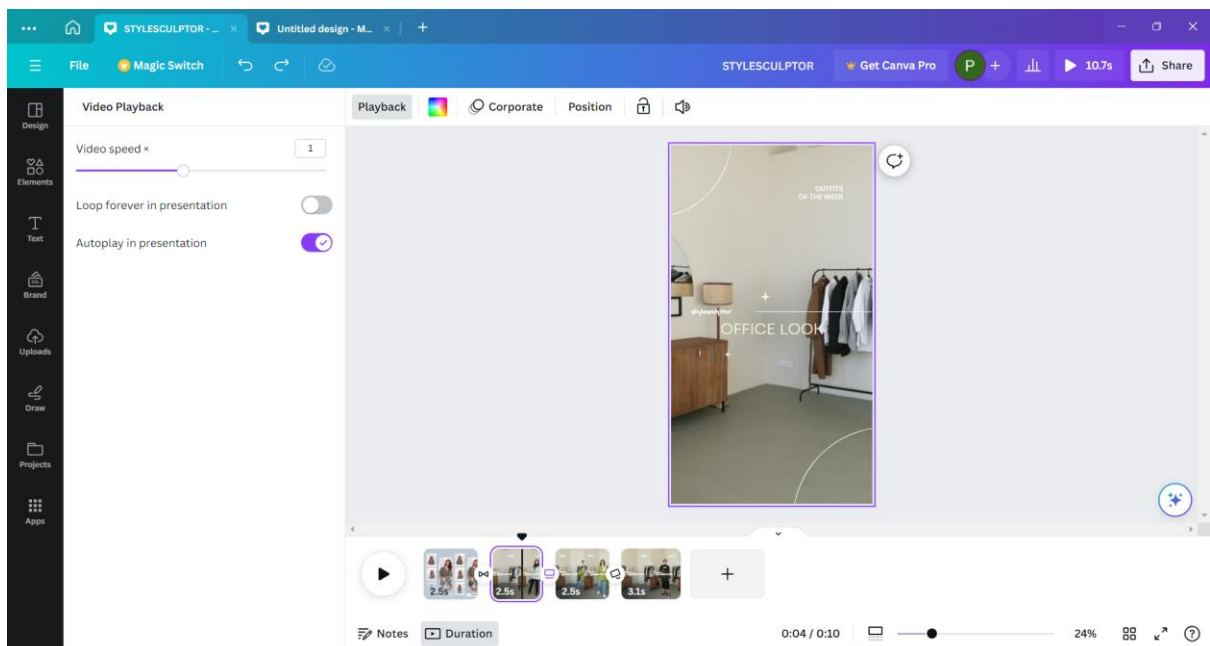 STYLESCULPTOR - ...
Untitled design - M...
File
Magic Switch
STYLESCULPTOR
Get Canva Pro
P
10.7s
Share
Design
Elements
Text
Brand
Uploads
Draw
Projects
Apps
Video Playback
Video speed ×
1
Loop forever in presentation
Autoplay in presentation
Playback
Corporate
Position
OUTFITS
OF THE WEEK
stylesculptor
OFFICE LOOK
2.5s
2.5s
2.5s
3.1s
Notes
Duration
0:04 / 0:10
24%